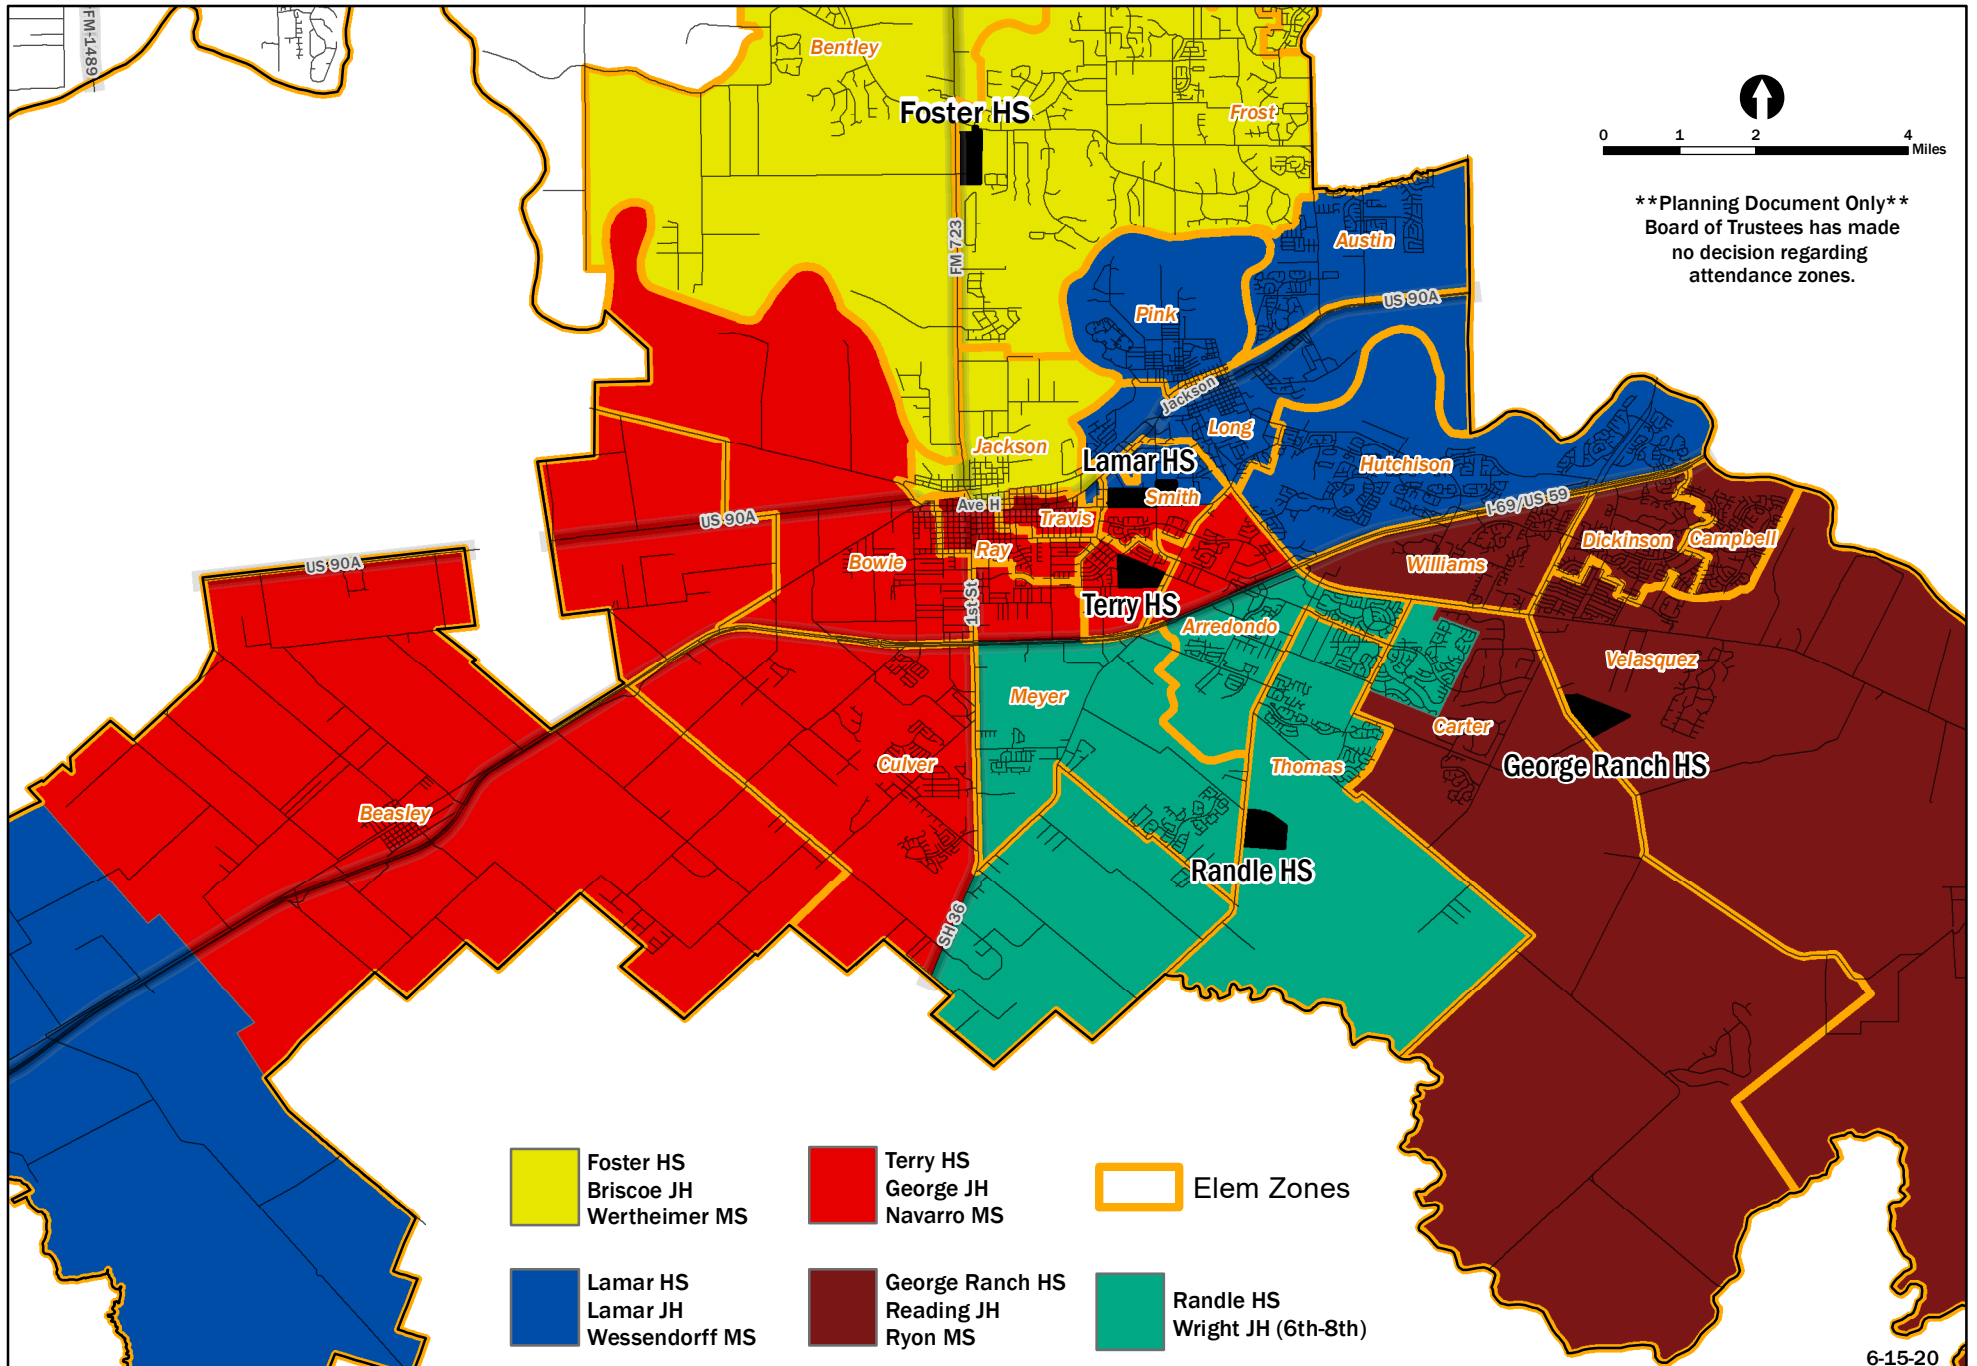 FM-1489
Bentley
Foster HS
Frost
0 1 2 4
Miles
**Planning Document Only**
Board of Trustees has made
no decision regarding
attendance zones.
FM 723
Austin
US 90A
Pink
Jackson
Long
Jackson
Lamar HS
Hutchison
Smith
I-69/US 59
Ave H
Travis
US 90A
Ray
Bowie
Dickinson
Campbell
Williams
US 90A
1st St
Terry HS
Arredondo
Velasquez
Meyer
Carter
Culver
Thomas
George Ranch HS
Beasley
Randle HS
SH 36
Foster HS
Briscoe JH
Wertheimer MS
Terry HS
George JH
Navarro MS
Elem Zones
Lamar HS
Lamar JH
Wessendorff MS
George Ranch HS
Reading JH
Ryon MS
Randle HS
Wright JH (6th-8th)
6-15-20